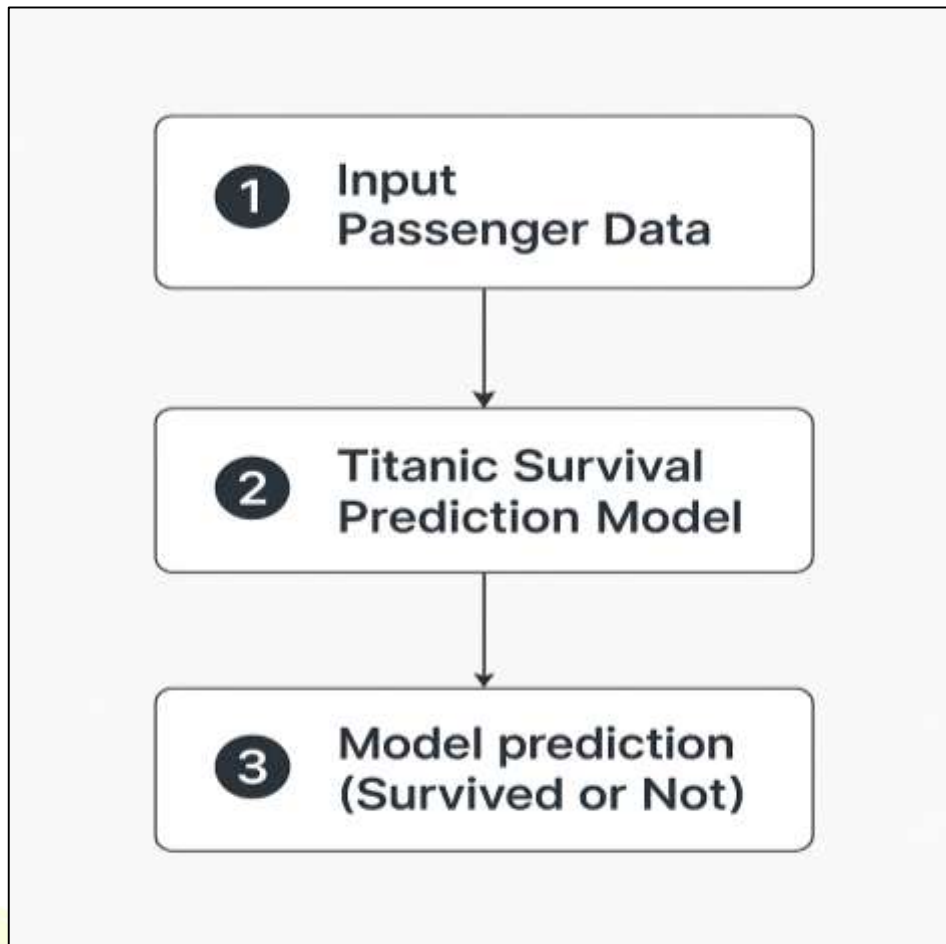 1
Input
Passenger Data
2
Titanic Survival
Prediction Model
3
Model prediction
(Survived or Not)